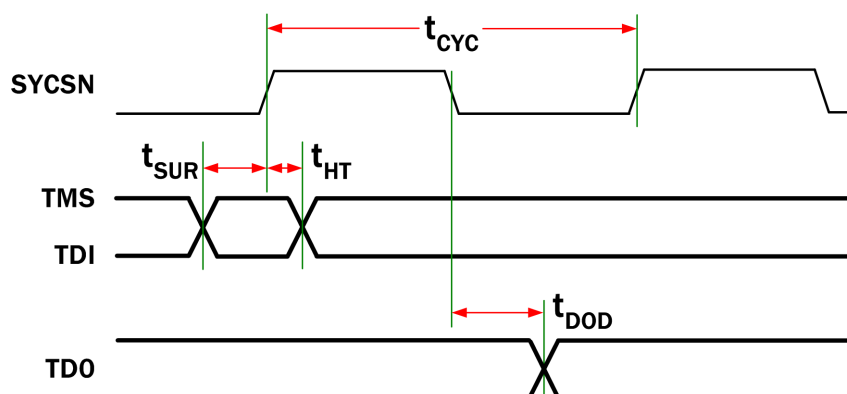 tCYC
SYCSN
tSUR
tHT
TMS
TDI
tDOD
TDO